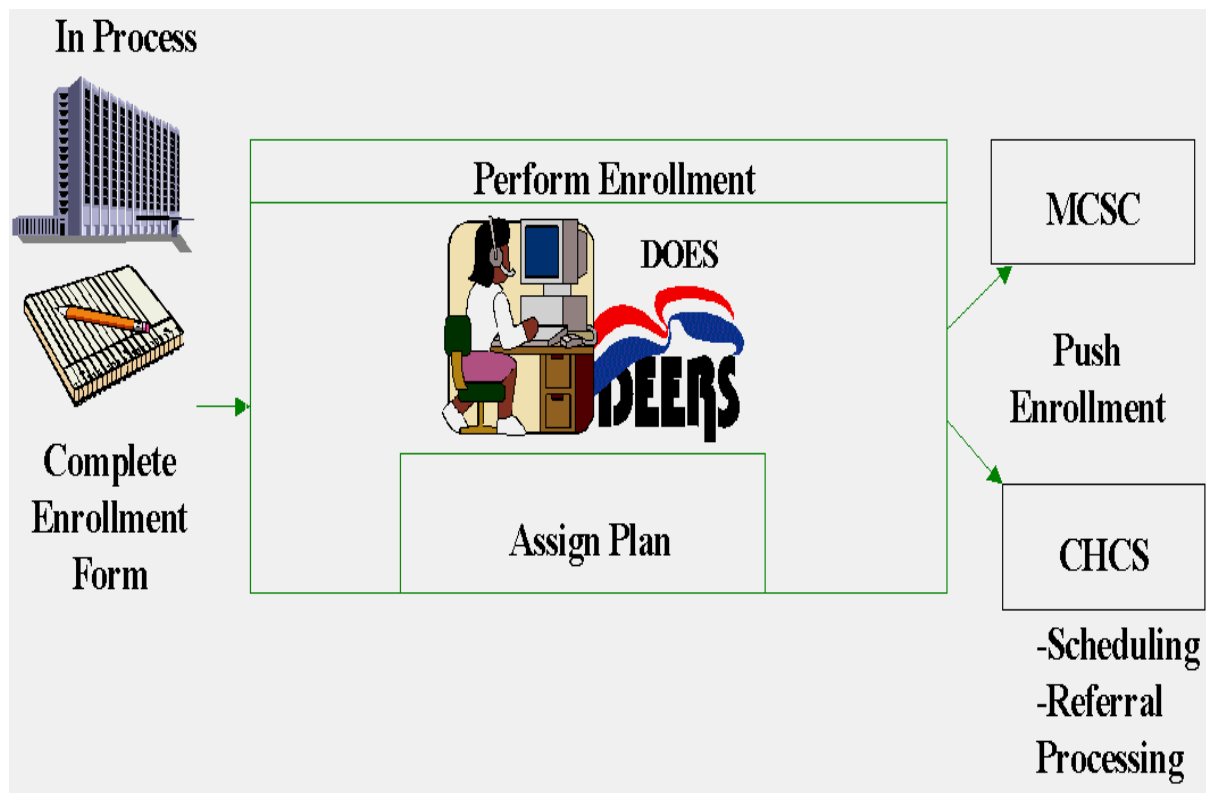 In Process
Complete
Enrollment
Form
Perform Enrollment
DOES
DEERS
Assign Plan
MCSC
Push
Enrollment
CHCS
-Scheduling
-Referral
Processing